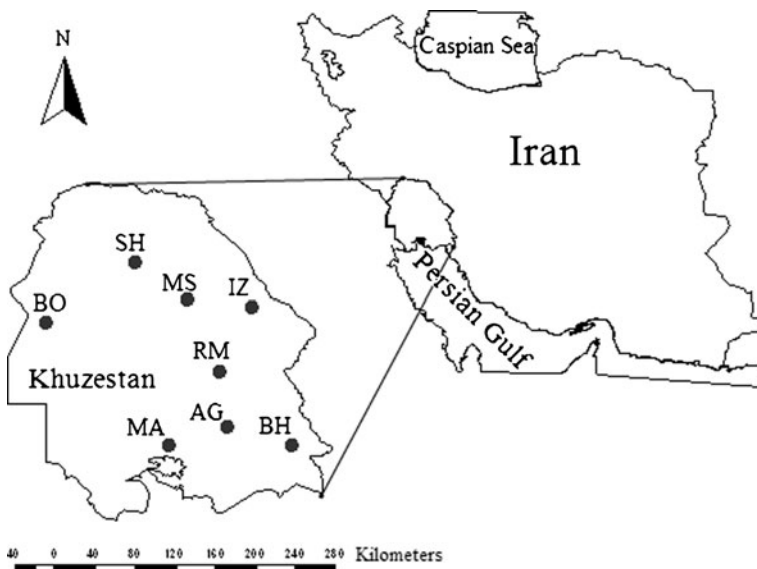 N
Caspian Sea
Iran
SH
MS
IZ
BO
Persian Gulf
RM
Khuzestan
MA
AG
BH
40 0 40 80 120 160 200 240 280 Kilometers